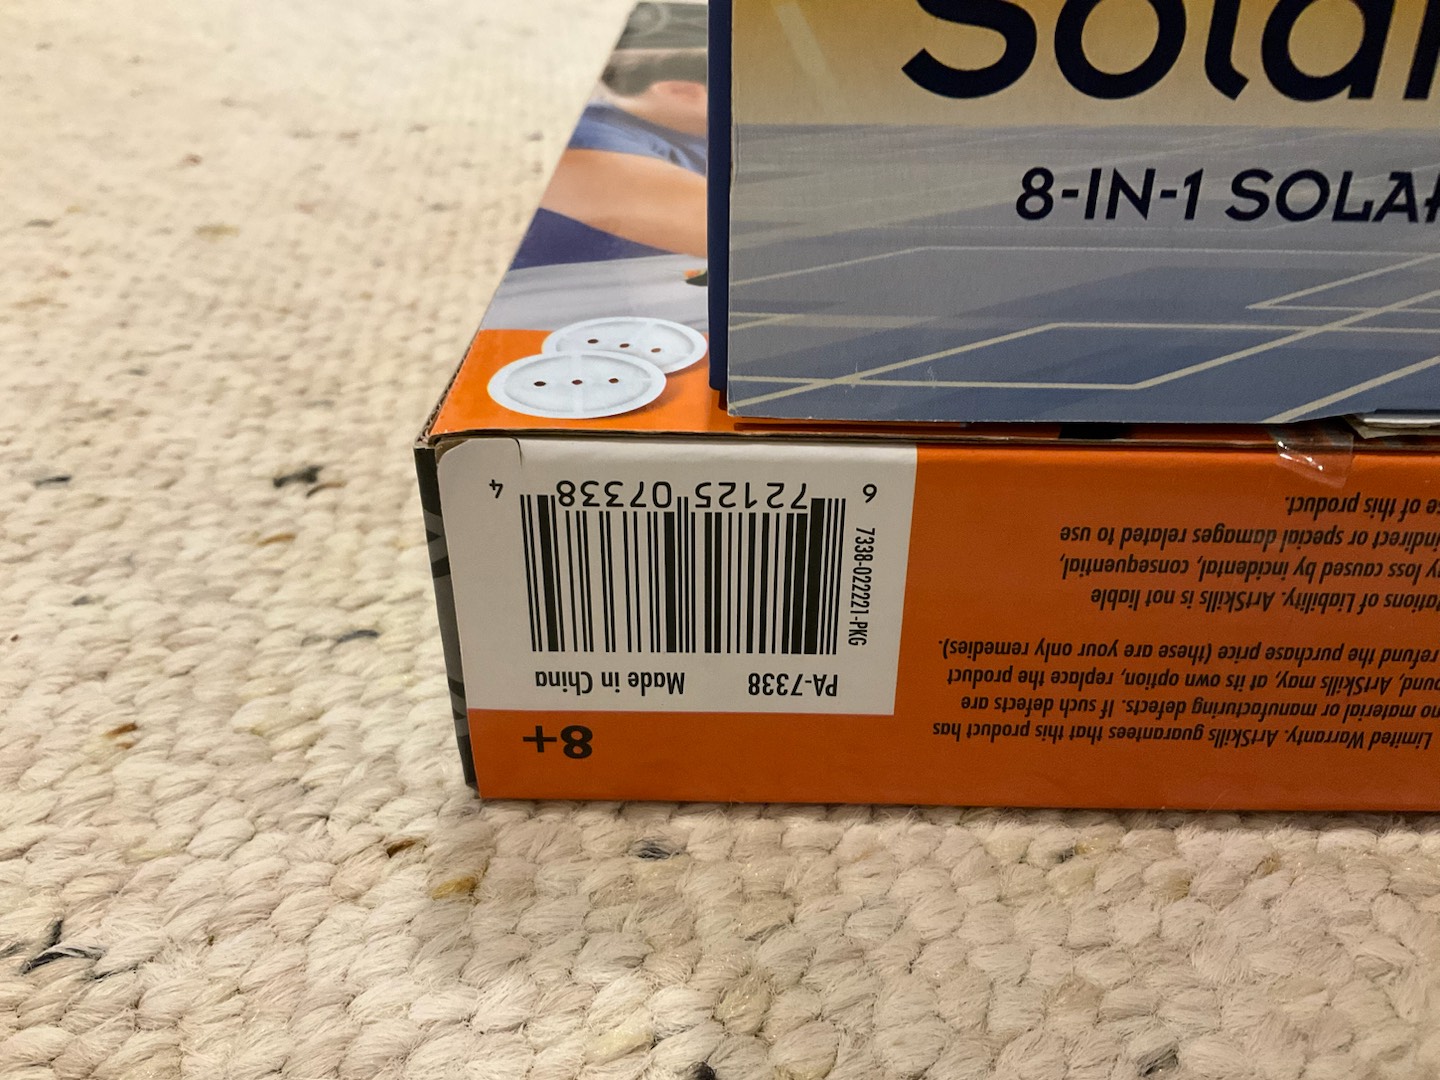 Solar
8-IN-1 SOLAR
8+
PA-7338 Made in China
7338-022221-PKG
6 72125 07338 4
Limited Warranty. ArtSkills guarantees that this product has
no material or manufacturing defects. If such defects are
ound, ArtSkills may, at its own option, replace the product
refund the purchase price (these are your only remedies).
tations of Liability. ArtSkills is not liable
y loss caused by incidental, consequential,
indirect or special damages related to use
se of this product.